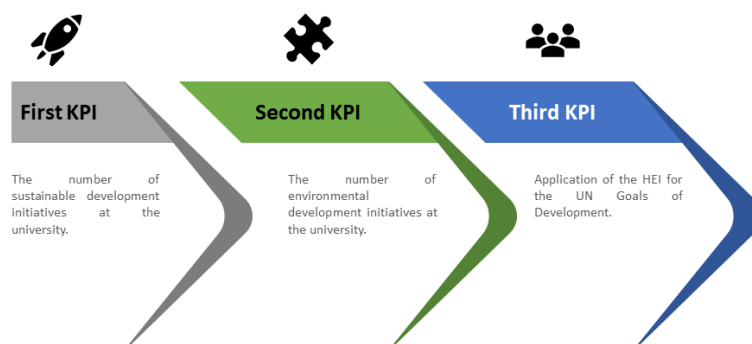 First KPI
The number of
sustainable development
initiatives at the
university.
Second KPI
The number of
environmental
development initiatives at
the university.
Third KPI
Application of the HEI for
the UN Goals of
Development.